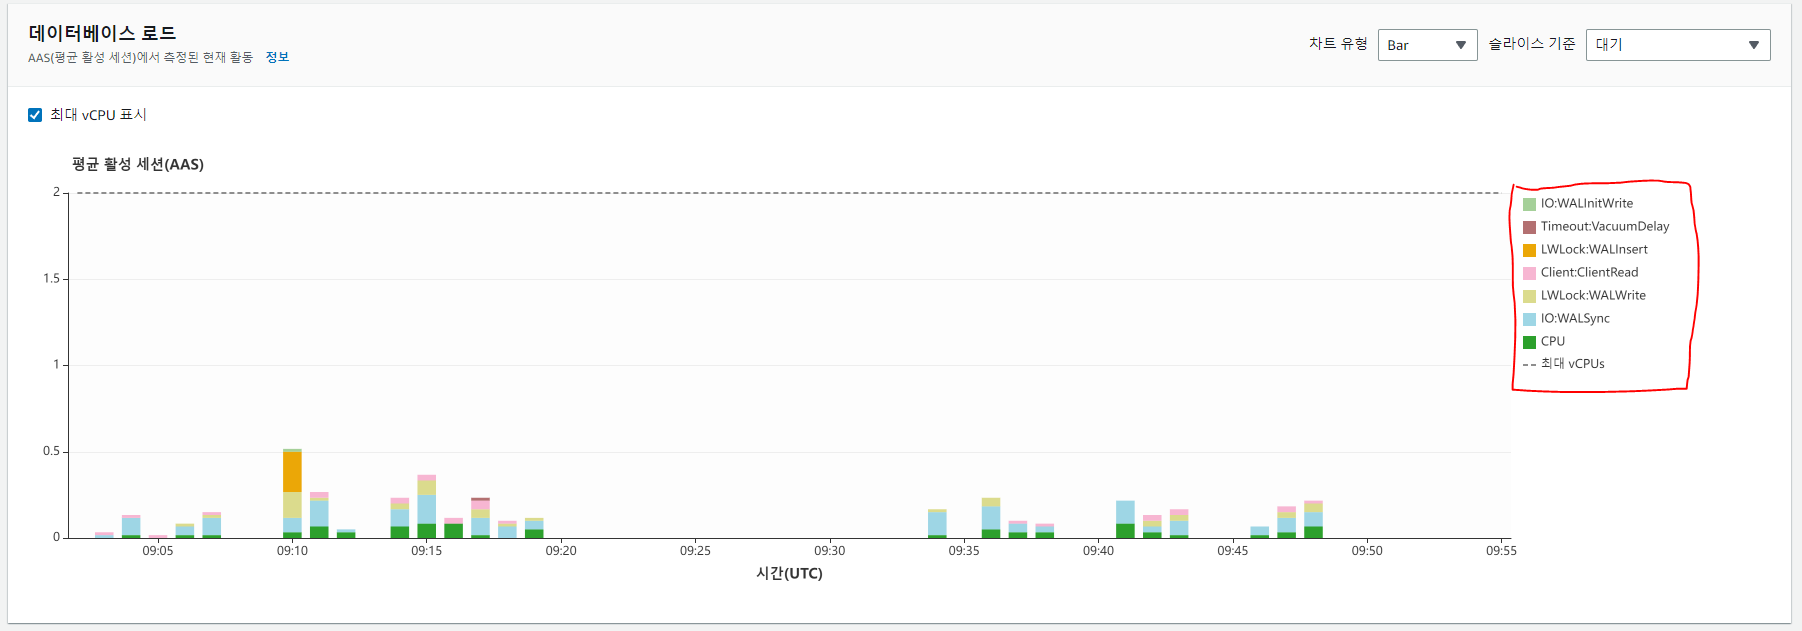 데이터베이스 로드
AAS(평균 활성 세션)에서 측정된 현재 활동 정보
차트 유형 Bar 슬라이스 기준 대기
최대 vCPU 표시
평균 활성 세션(AAS)
2
1.5
1
0.5
0
09:05 09:10 09:15 09:20 09:25 09:30 09:35 09:40 09:45 09:50 09:55
시간(UTC)
IO:WALInitWrite
Timeout:VacuumDelay
LWLock:WALInsert
Client:ClientRead
LWLock:WALWrite
IO:WALSync
CPU
최대 vCPUs